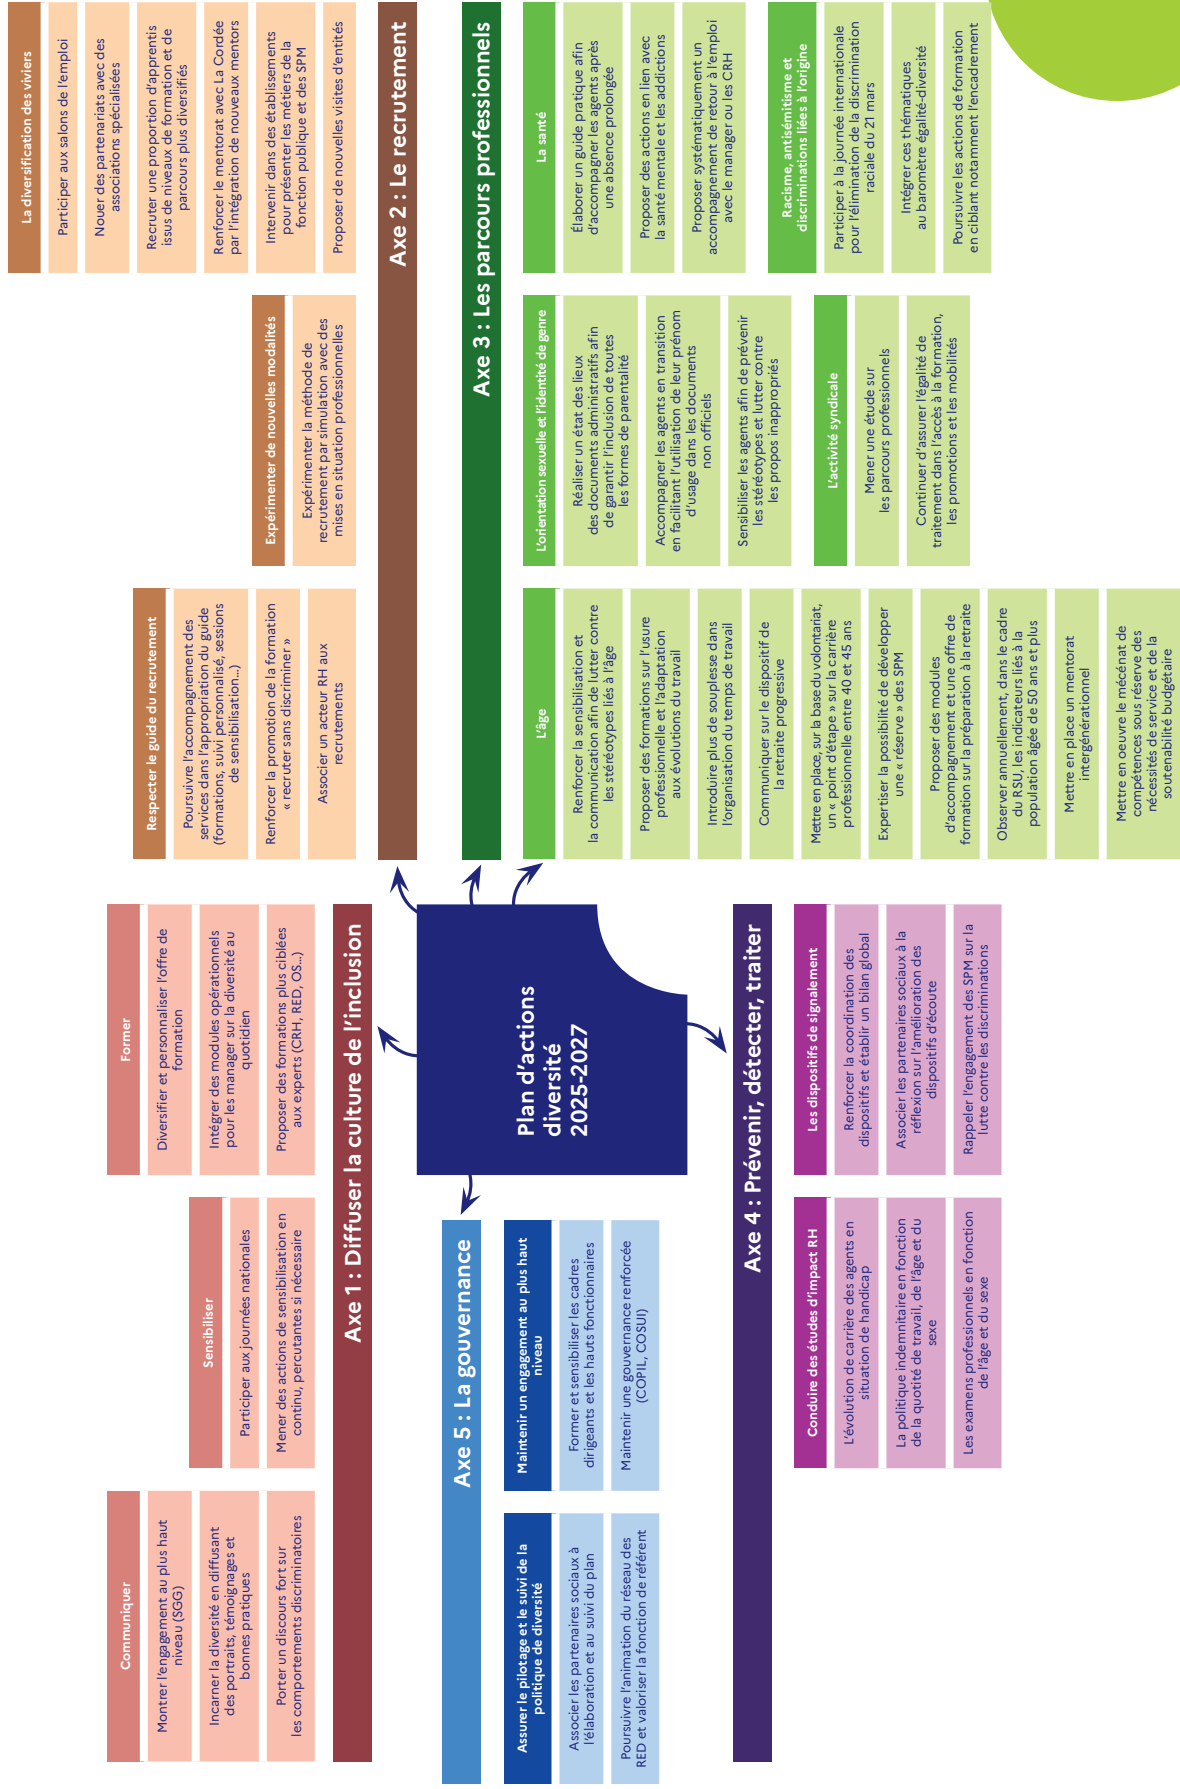 Plan d’actions
diversité
2025-2027
Axe 1 : Diffuser la culture de l’inclusion
Communiquer
Montrer l’engagement au plus haut
niveau (SGG)
Incarner la diversité en diffusant
des portraits, témoignages et
bonnes pratiques
Porter un discours fort sur
les comportements discriminatoires
Sensibiliser
Participer aux journées nationales
Mener des actions de sensibilisation en
continu, percutantes si nécessaire
Former
Diversifier et personnaliser l’offre de
formation
Intégrer des modules opérationnels
pour les manager sur la diversité au
quotidien
Proposer des formations plus ciblées
aux experts (CRH, RED, OS...)
Axe 2 : Le recrutement
Respecter le guide du recrutement
Poursuivre l’accompagnement des
services dans l’appropriation du guide
(formations, suivi personnalisé, sessions
de sensibilisation...)
Renforcer la promotion de la formation
« recruter sans discriminer »
Associer un acteur RH aux
recrutements
Expérimenter de nouvelles modalités
Expérimenter la méthode de
recrutement par simulation avec des
mises en situation professionnelles
La diversification des viviers
Participer aux salons de l’emploi
Nouer des partenariats avec des
associations spécialisées
Recruter une proportion d’apprentis
issus de niveaux de formation et de
parcours plus diversifiés
Renforcer le mentorat avec La Cordée
par l’intégration de nouveaux mentors
Intervenir dans des établissements
pour présenter les métiers de la
fonction publique et des SPM
Proposer de nouvelles visites d’entités
Axe 3 : Les parcours professionnels
L’âge
Renforcer la sensibilisation et
la communication afin de lutter contre
les stéréotypes liés à l’âge
Proposer des formations sur l’usure
professionnelle et l’adaptation
aux évolutions du travail
Introduire plus de souplesse dans
l’organisation du temps de travail
Communiquer sur le dispositif de
la retraite progressive
Mettre en place, sur la base du volontariat,
un « point d’étape » sur la carrière
professionnelle entre 40 et 45 ans
Expertiser la possibilité de développer
une « réserve » des SPM
Proposer des modules
d’accompagnement et une offre de
formation sur la préparation à la retraite
Observer annuellement, dans le cadre
du RSU, les indicateurs liés à la
population âgée de 50 ans et plus
Mettre en place un mentorat
intergénérationnel
Mettre en oeuvre le mécénat de
compétences sous réserve des
nécessités de service et de la
soutenabilité budgétaire
L’orientation sexuelle et l’identité de genre
Réaliser un état des lieux
des documents administratifs afin
de garantir l’inclusion de toutes
les formes de parentalité
Accompagner les agents en transition
en facilitant l’utilisation de leur prénom
d’usage dans les documents
non officiels
Sensibiliser les agents afin de prévenir
les stéréotypes et lutter contre
les propos inappropriés
L’activité syndicale
Mener une étude sur
les parcours professionnels
Continuer d’assurer l’égalité de
traitement dans l’accès à la formation,
les promotions et les mobilités
La santé
Élaborer un guide pratique afin
d’accompagner les agents après
une absence prolongée
Proposer des actions en lien avec
la santé mentale et les addictions
Proposer systématiquement un
accompagnement de retour à l’emploi
avec le manager ou les CRH
Racisme, antisémitisme et
discriminations liées à l’origine
Participer à la journée internationale
pour l’élimination de la discrimination
raciale du 21 mars
Intégrer ces thématiques
au baromètre égalité-diversité
Poursuivre les actions de formation
en ciblant notamment l’encadrement
Axe 4 : Prévenir, détecter, traiter
Conduire des études d’impact RH
L’évolution de carrière des agents en
situation de handicap
La politique indemnitaire en fonction
de la quotité de travail, de l’âge et du
sexe
Les examens professionnels en fonction
de l’âge et du sexe
Les dispositifs de signalement
Renforcer la coordination des
dispositifs et établir un bilan global
Associer les partenaires sociaux à la
réflexion sur l’amélioration des
dispositifs d’écoute
Rappeler l’engagement des SPM sur la
lutte contre les discriminations
Axe 5 : La gouvernance
Assurer le pilotage et le suivi de la
politique de diversité
Associer les partenaires sociaux à
l’élaboration et au suivi du plan
Poursuivre l’animation du réseau des
RED et valoriser la fonction de référent
Maintenir un engagement au plus haut
niveau
Former et sensibiliser les cadres
dirigeants et les hauts fonctionnaires
Maintenir une gouvernance renforcée
(COPIL, COSUI)